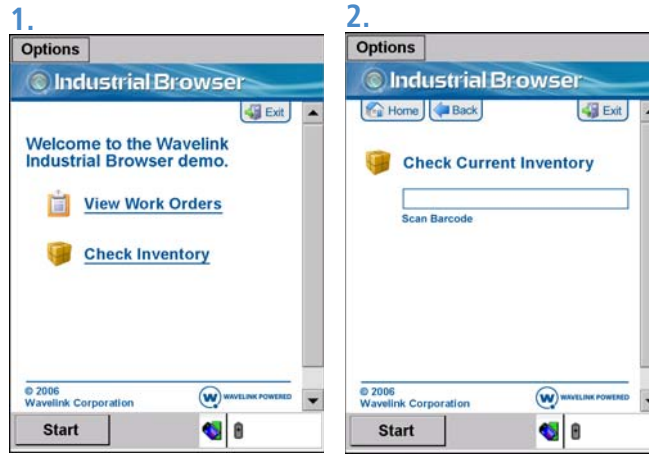 1.
Options
Industrial Browser
Exit
Welcome to the Wavelink
Industrial Browser demo.
View Work Orders
Check Inventory
© 2006
Wavelink Corporation
W WAVELINK POWERED
Start
2.
Options
Industrial Browser
Home Back Exit
Check Current Inventory
Scan Barcode
© 2006
Wavelink Corporation
W WAVELINK POWERED
Start